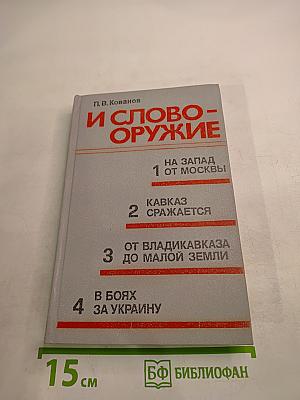 П. В. Кованов
И СЛОВО-
ОРУЖИЕ
1 НА ЗАПАД
ОТ МОСКВЫ
2 КАВКАЗ
СРАЖАЕТСЯ
3 ОТ ВЛАДИКАВКАЗА
ДО МАЛОЙ ЗЕМЛИ
4 В БОЯХ
ЗА УКРАИНУ
15 см
БФ БИБЛИОФАН